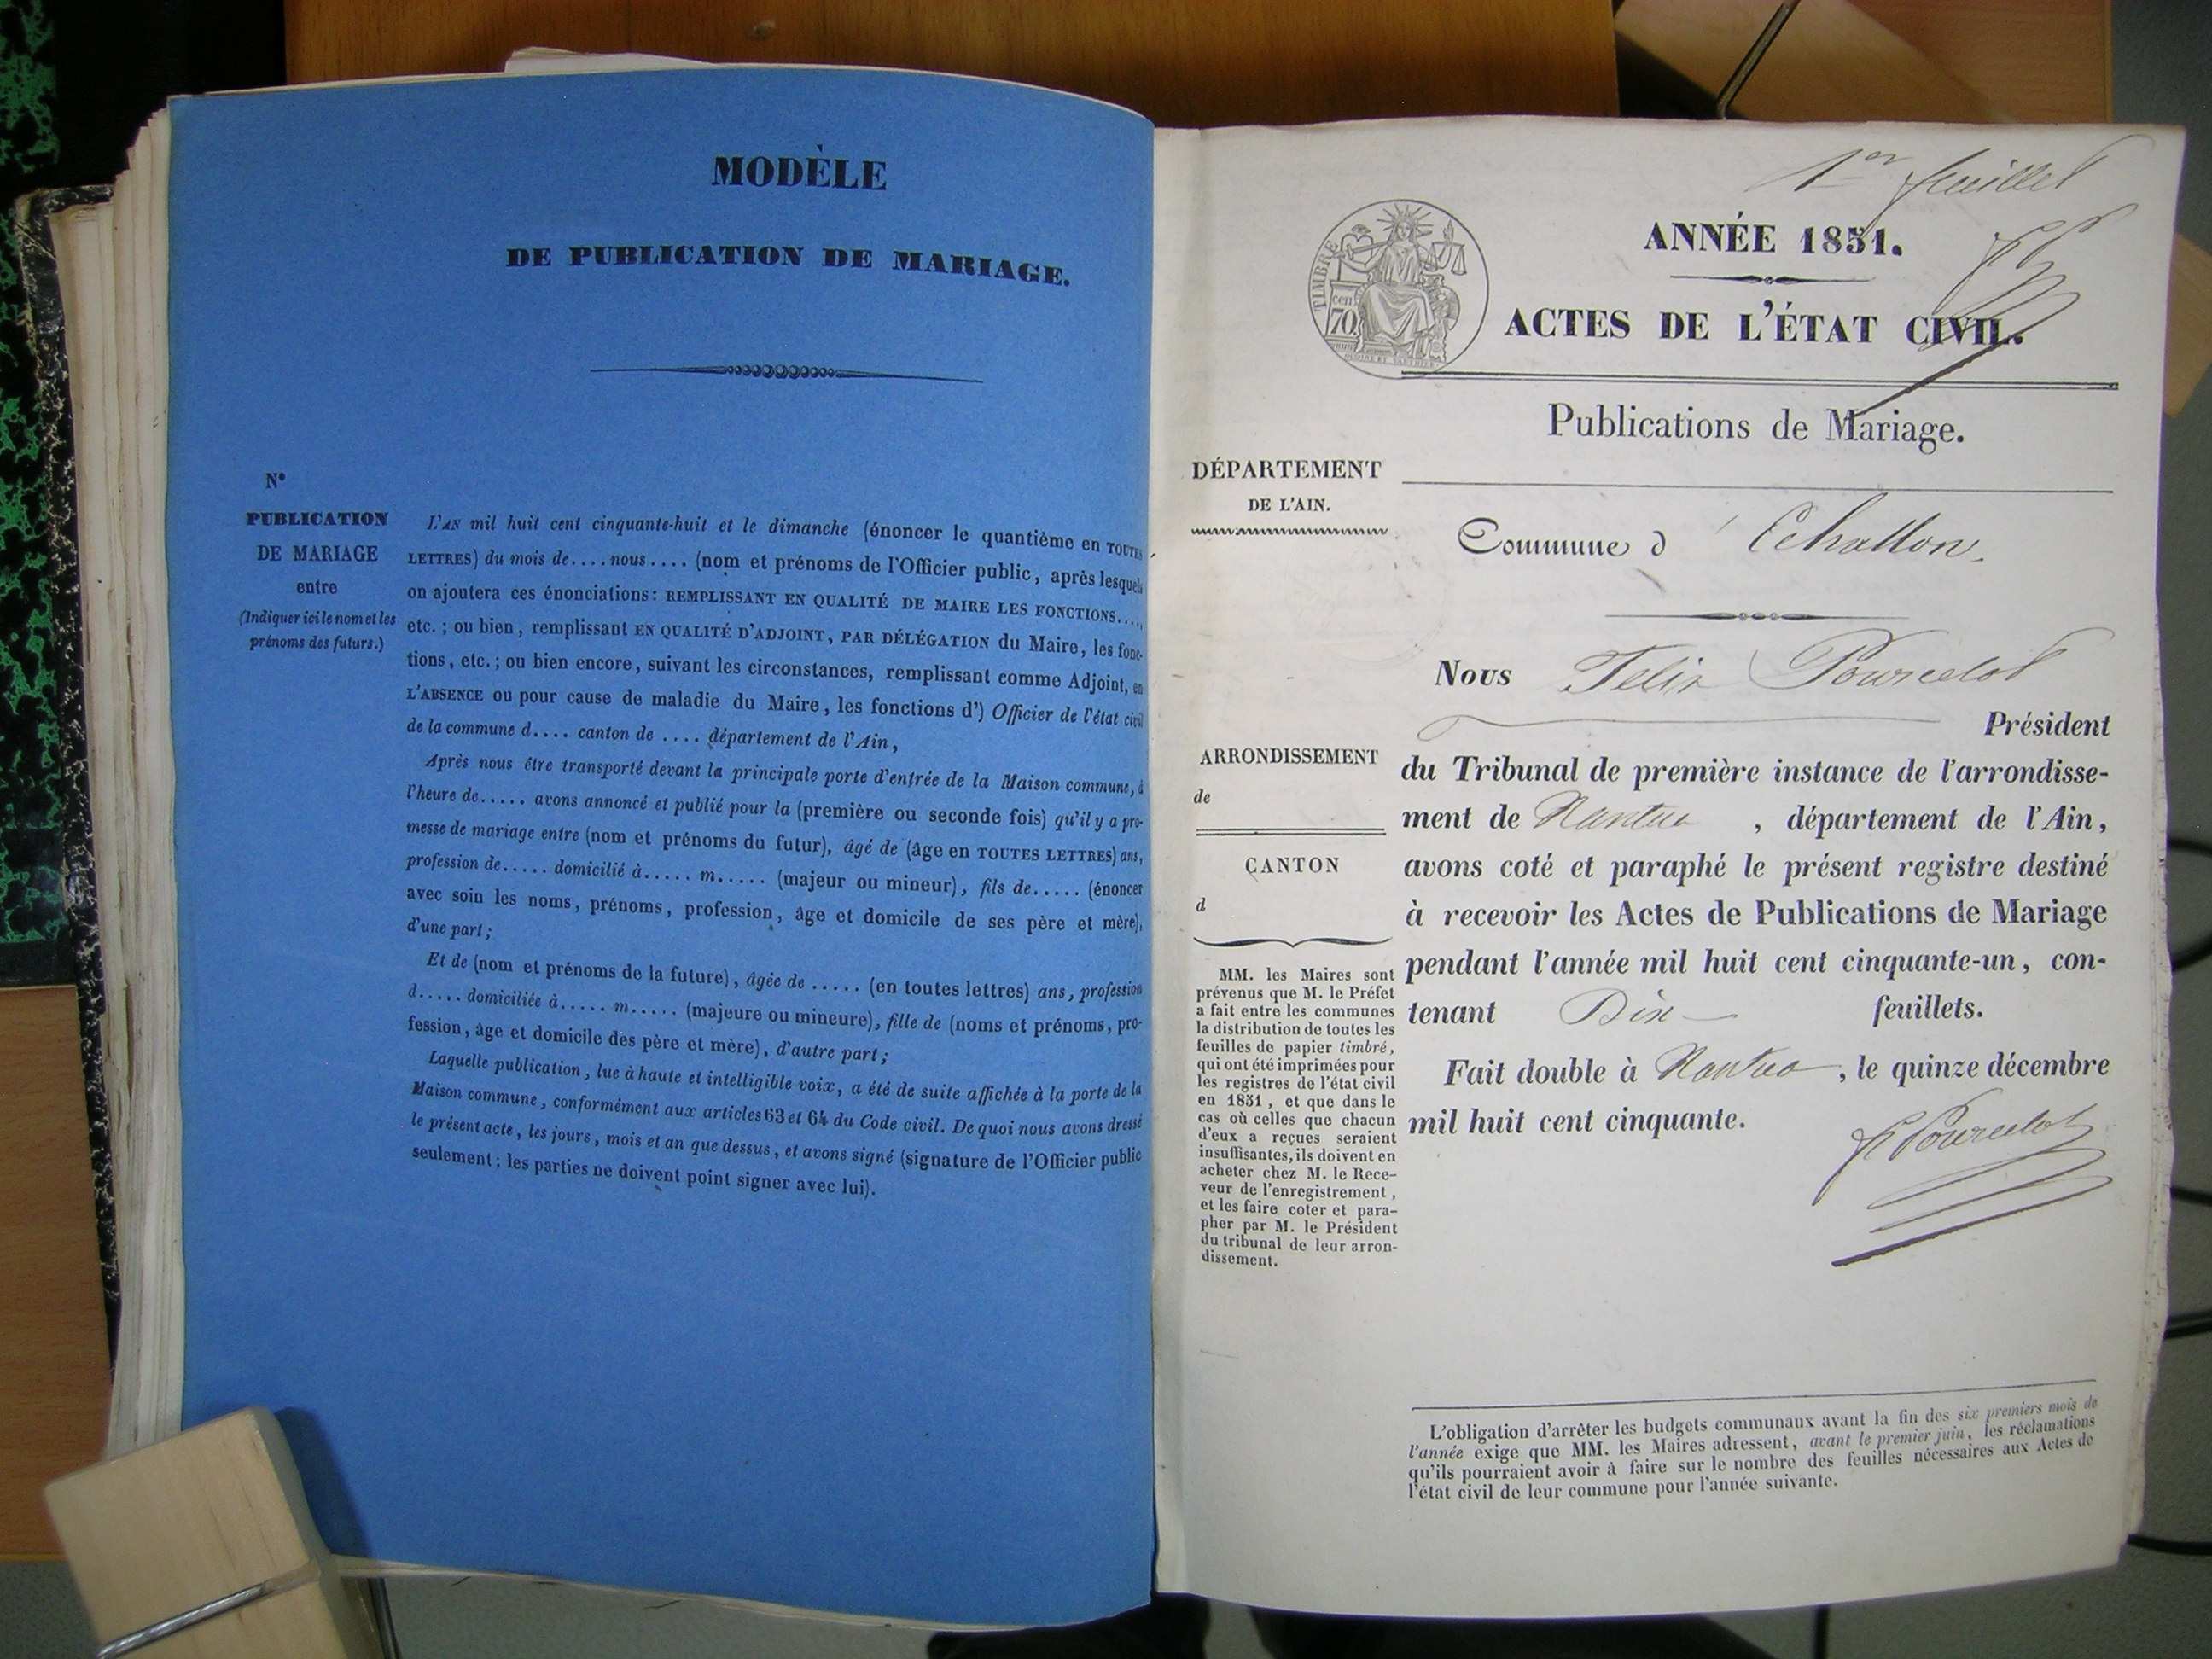 MODÈLE
DE PUBLICATION DE MARIAGE.
N°
PUBLICATION
DE MARIAGE
entre
(Indiquer ici le nom et les
prénoms des futurs.)
L'AN mil huit cent cinquante-huit et le dimanche (énoncer le quantième en TOUTES
LETTRES) du mois de.... nous.... (nom et prénoms de l'Officier public, après lesquels
on ajoutera ces énonciations: REMPLISSANT EN QUALITÉ DE MAIRE LES FONCTIONS....,
etc.; ou bien, remplissant EN QUALITÉ D'ADJOINT, PAR DÉLÉGATION du Maire, les fonc-
tions, etc.; ou bien encore, suivant les circonstances, remplissant comme Adjoint, en
L'ABSENCE ou pour cause de maladie du Maire, les fonctions d') Officier de l'état civil
de la commune d.... canton de .... département de l'Ain,
Après nous être transporté devant la principale porte d'entrée de la Maison commune, à
l'heure de..... avons annoncé et publié pour la (première ou seconde fois) qu'il y a pro-
messe de mariage entre (nom et prénoms du futur), âgé de (âge en TOUTES LETTRES) ans,
profession de..... domicilié à..... m..... (majeur ou mineur), fils de..... (énoncer
avec soin les noms, prénoms, profession, âge et domicile de ses père et mère),
d'une part;
Et de (nom et prénoms de la future), âgée de ..... (en toutes lettres) ans, profession
d..... domiciliée à..... m..... (majeure ou mineure), fille de (noms et prénoms, pro-
fession, âge et domicile des père et mère), d'autre part;
Laquelle publication, lue à haute et intelligible voix, a été de suite affichée à la porte de la
Maison commune, conformément aux articles 63 et 64 du Code civil. De quoi nous avons dressé
le présent acte, les jours, mois et an que dessus, et avons signé (signature de l'Officier public
seulement; les parties ne doivent point signer avec lui).
1er feuillet
TIMBRE
cen
70
ANNÉE 1851.
ACTES DE L'ÉTAT CIVIL.
Publications de Mariage.
DÉPARTEMENT
DE L'AIN.
Commune d'Echallon.
Nous Felix Pourcelot
Président
du Tribunal de première instance de l'arrondisse-
ment de Nantua , département de l'Ain,
avons coté et paraphé le présent registre destiné
à recevoir les Actes de Publications de Mariage
pendant l'année mil huit cent cinquante-un, con-
tenant Dix feuillets.
Fait double à Nantua, le quinze décembre
mil huit cent cinquante.
F Pourcelot
ARRONDISSEMENT
de
CANTON
d
MM. les Maires sont
prévenus que M. le Préfet
a fait entre les communes
la distribution de toutes les
feuilles de papier timbré,
qui ont été imprimées pour
les registres de l'état civil
en 1851, et que dans le
cas où celles que chacun
d'eux a reçues seraient
insuffisantes, ils doivent en
acheter chez M. le Rece-
veur de l'enregistrement,
et les faire coter et para-
pher par M. le Président
du tribunal de leur arron-
dissement.
L'obligation d'arrêter les budgets communaux avant la fin des six premiers mois de
l'année exige que MM. les Maires adressent, avant le premier juin, les réclamations
qu'ils pourraient avoir à faire sur le nombre des feuilles nécessaires aux Actes de
l'état civil de leur commune pour l'année suivante.